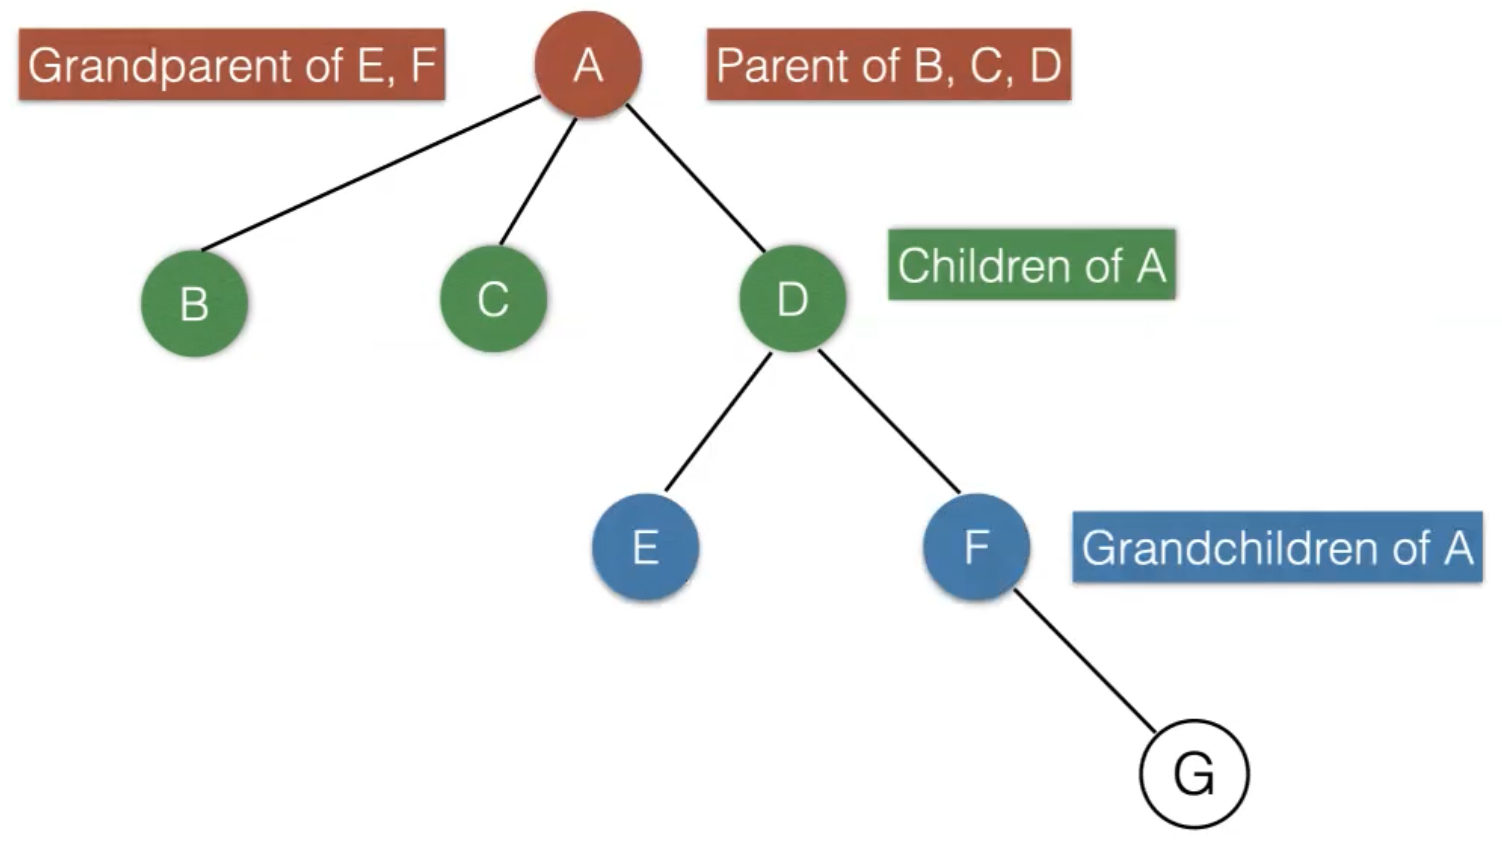 Grandparent of E, F
A
Parent of B, C, D
B
C
D
Children of A
E
F
Grandchildren of A
G